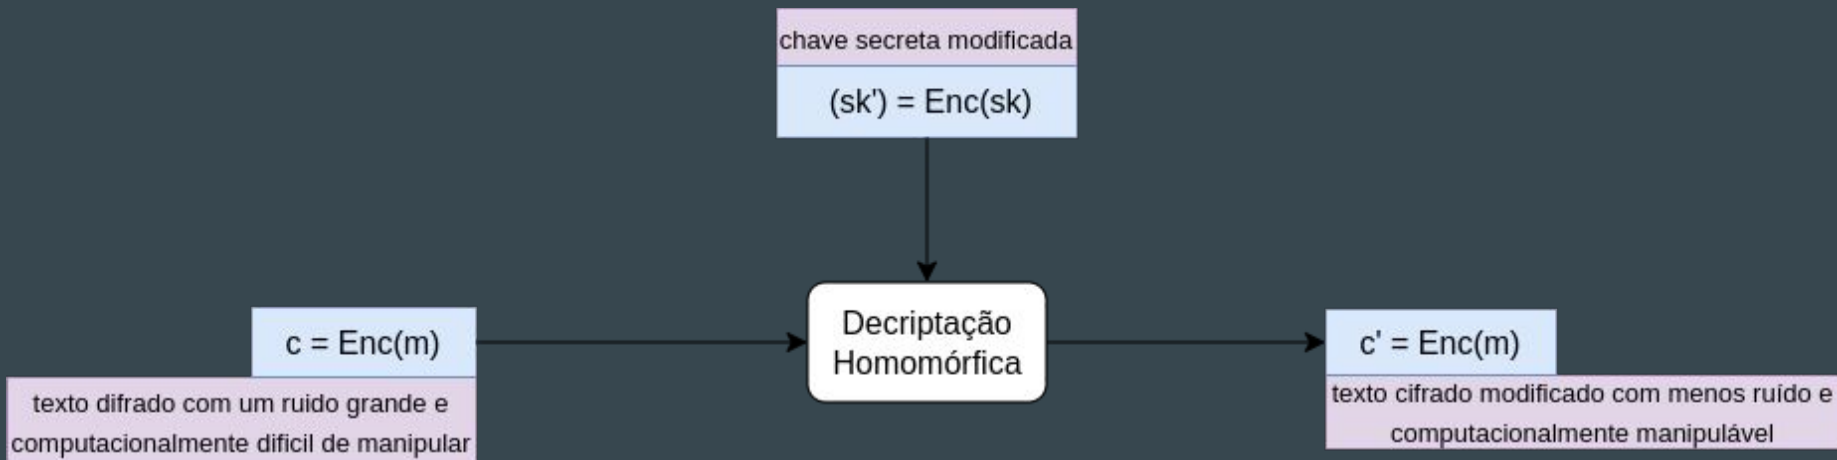 chave secreta modificada
(sk') = Enc(sk)
Decriptação
Homomórfica
c = Enc(m)
texto difrado com um ruido grande e
computacionalmente dificil de manipular
c' = Enc(m)
texto cifrado modificado com menos ruído e
computacionalmente manipulável